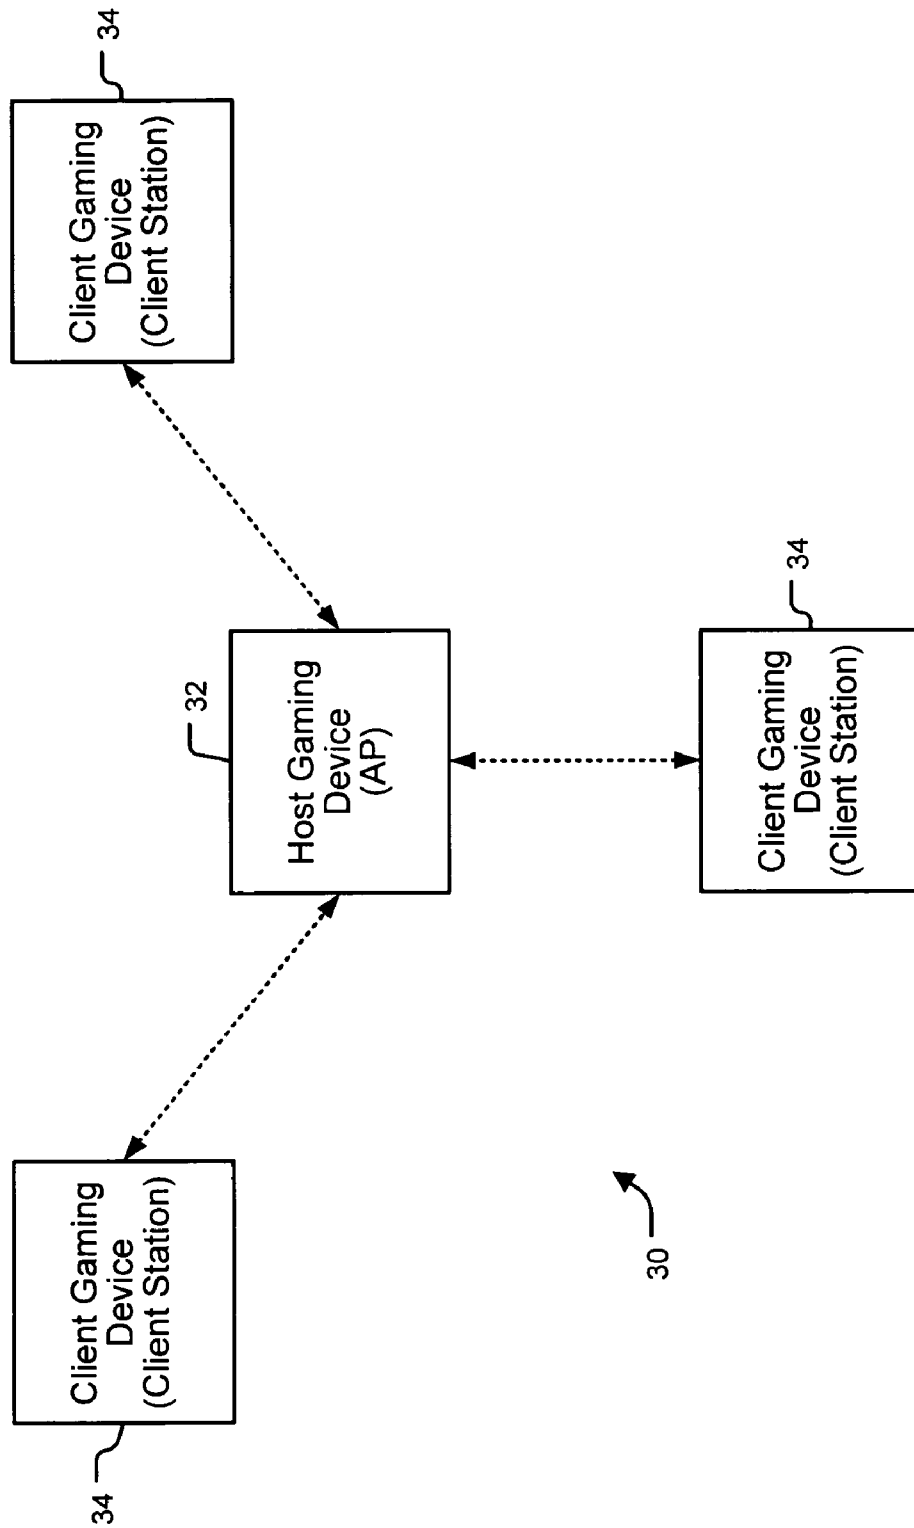 34
Client Gaming
Device
(Client Station)
32
Host Gaming
Device
(AP)
34
Client Gaming
Device
(Client Station)
34
Client Gaming
Device
(Client Station)
30